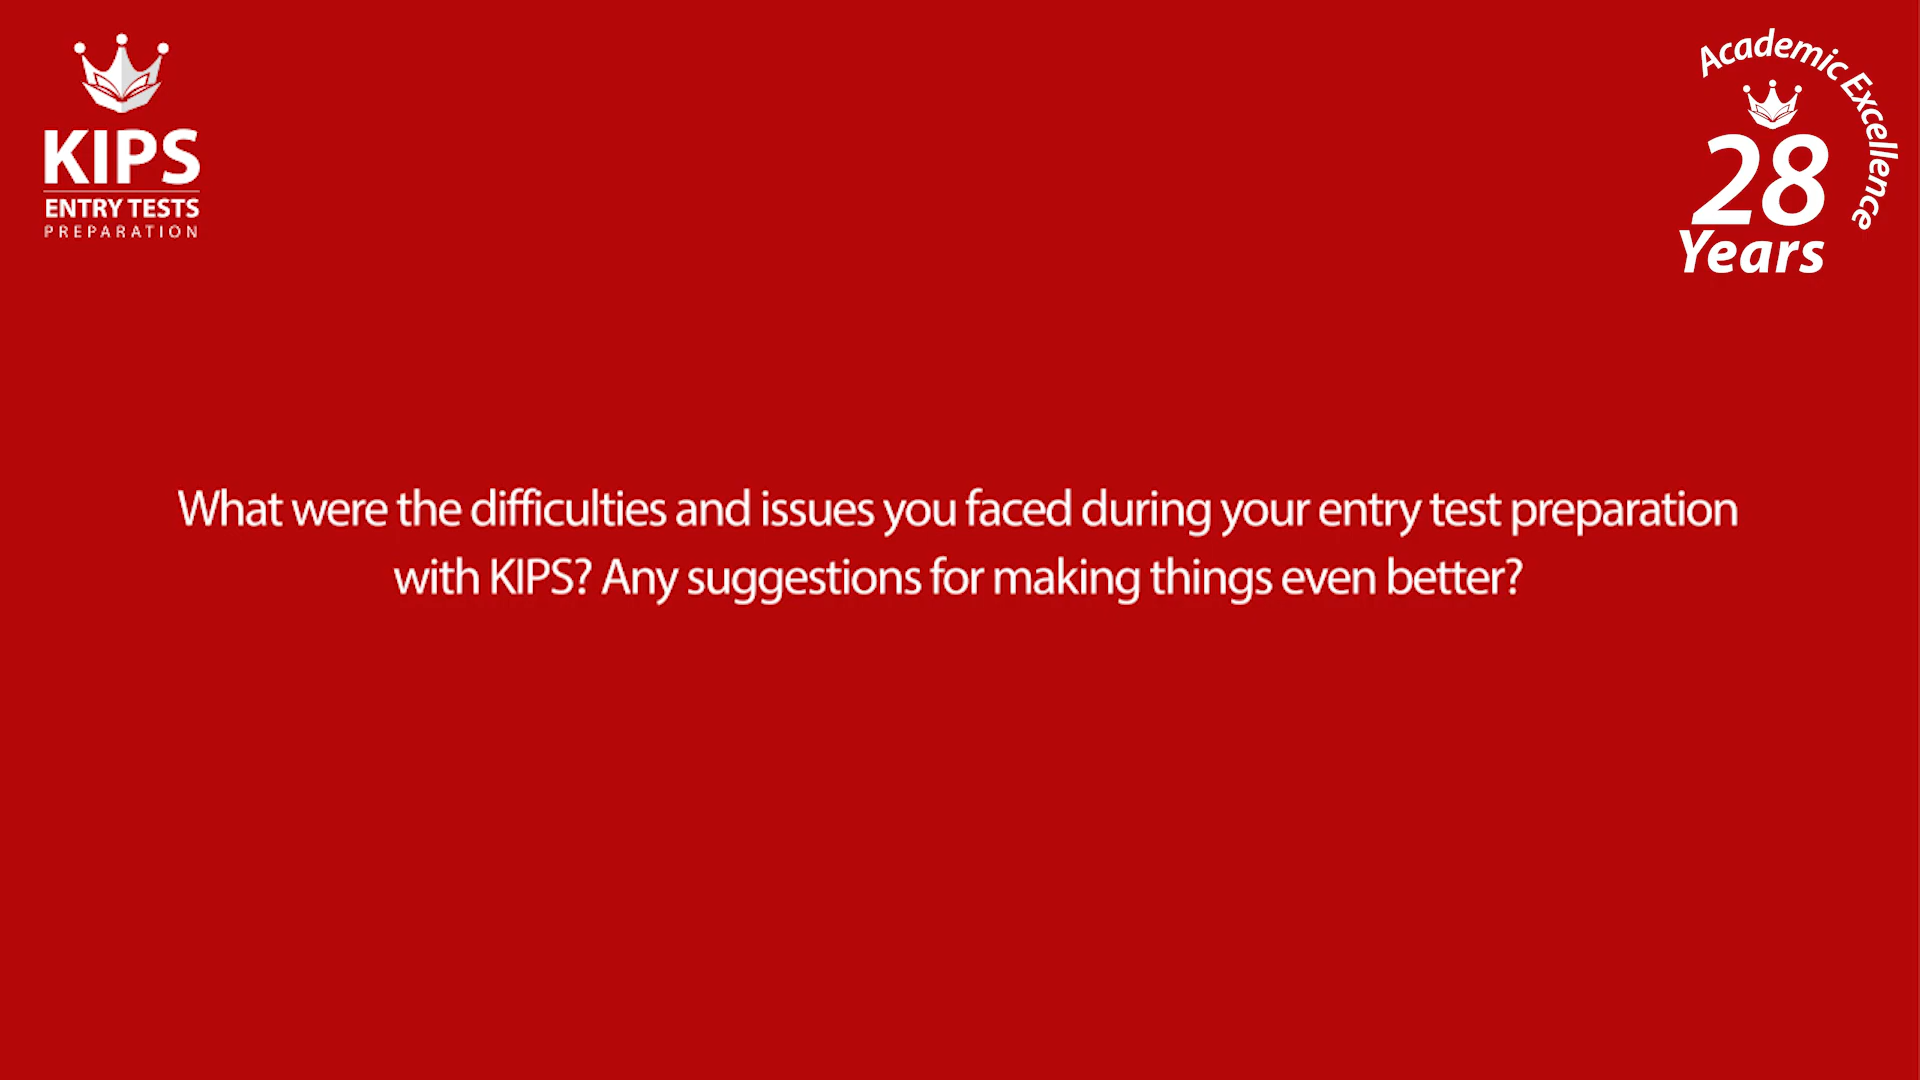 KIPS
ENTRY TESTS
PREPARATION
Academic Excellence
28
Years
What were the difficulties and issues you faced during your entry test preparation
with KIPS? Any suggestions for making things even better?